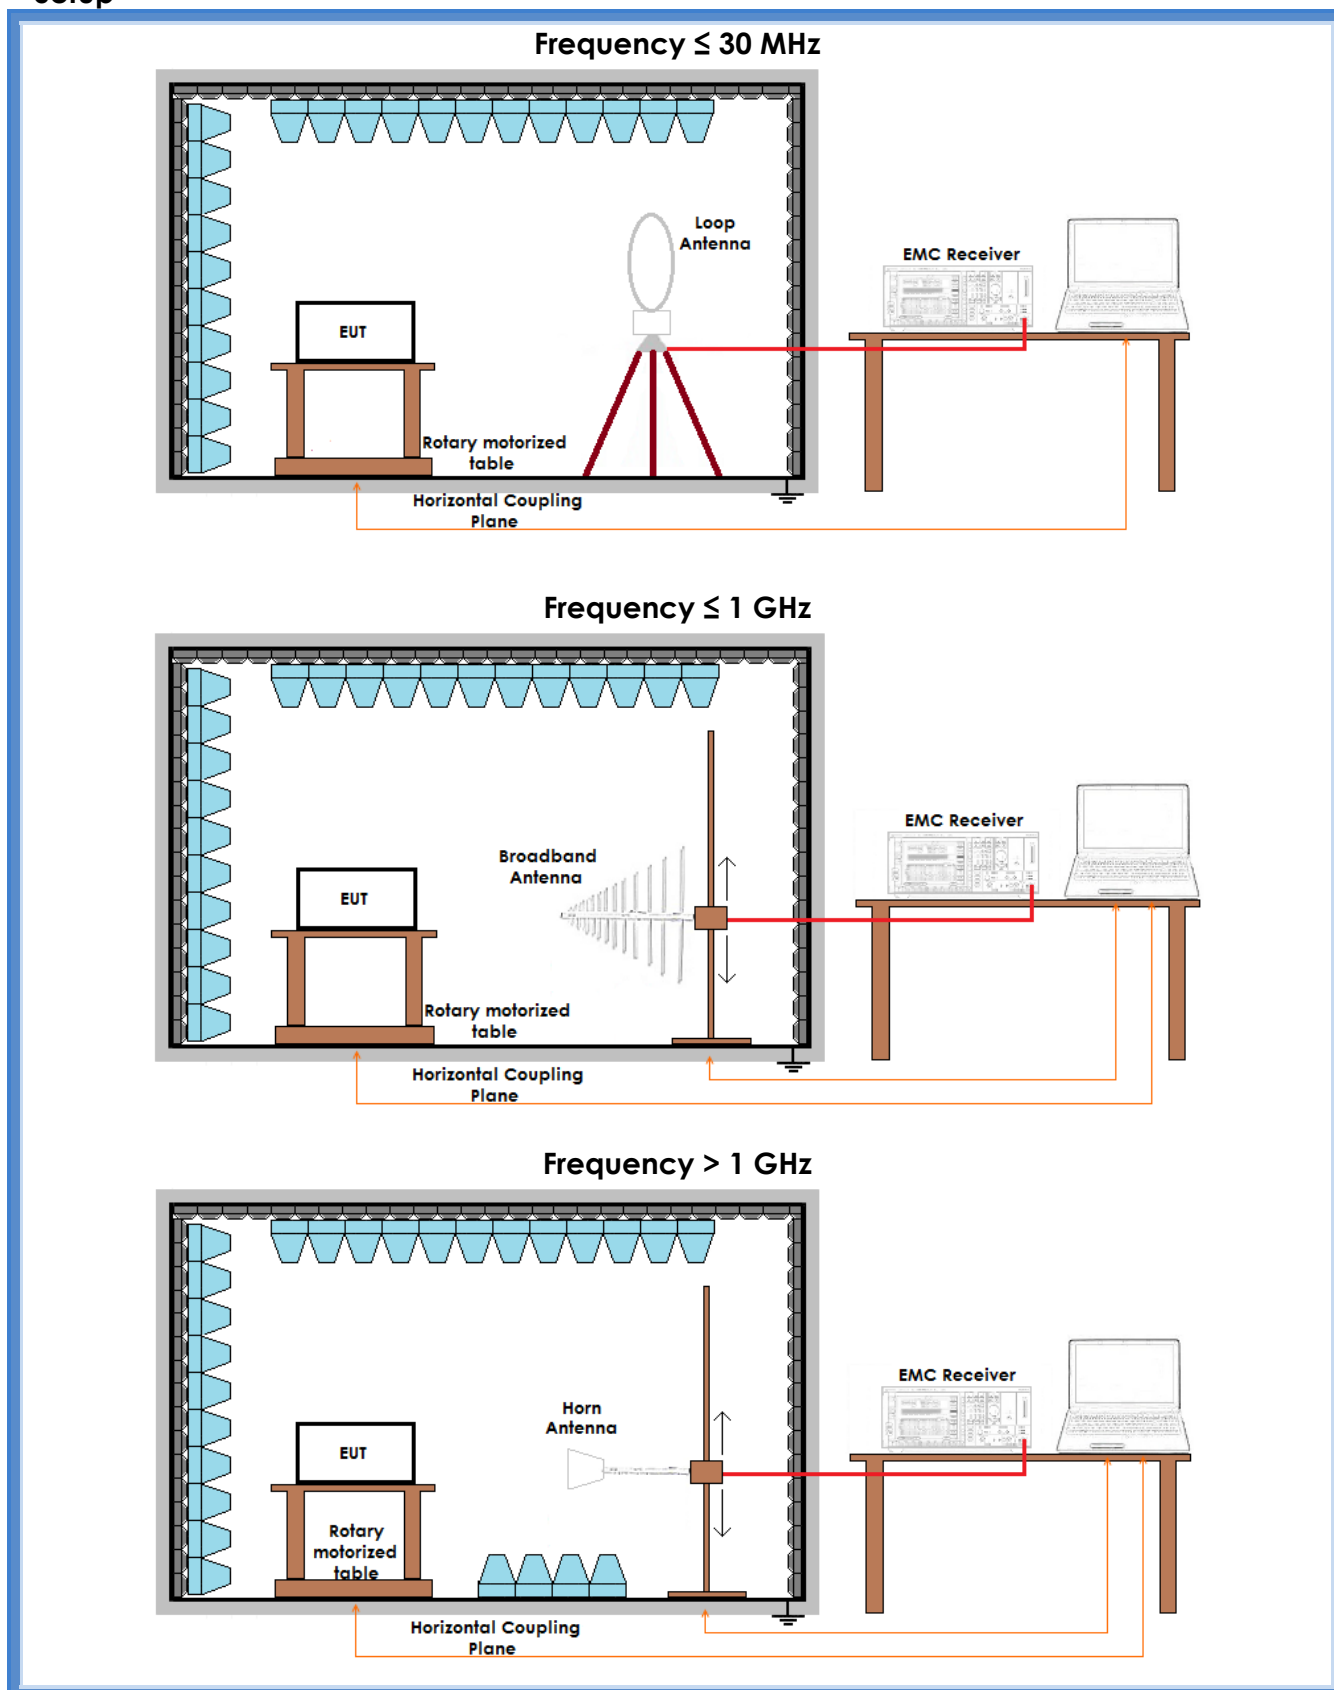 Setup
Frequency ≤ 30 MHz
Loop
Antenna
EMC Receiver
EUT
Rotary motorized
table
Horizontal Coupling
Plane
Frequency ≤ 1 GHz
EMC Receiver
Broadband
Antenna
EUT
Rotary motorized
table
Horizontal Coupling
Plane
Frequency > 1 GHz
EMC Receiver
Horn
Antenna
EUT
Rotary
motorized
table
Horizontal Coupling
Plane